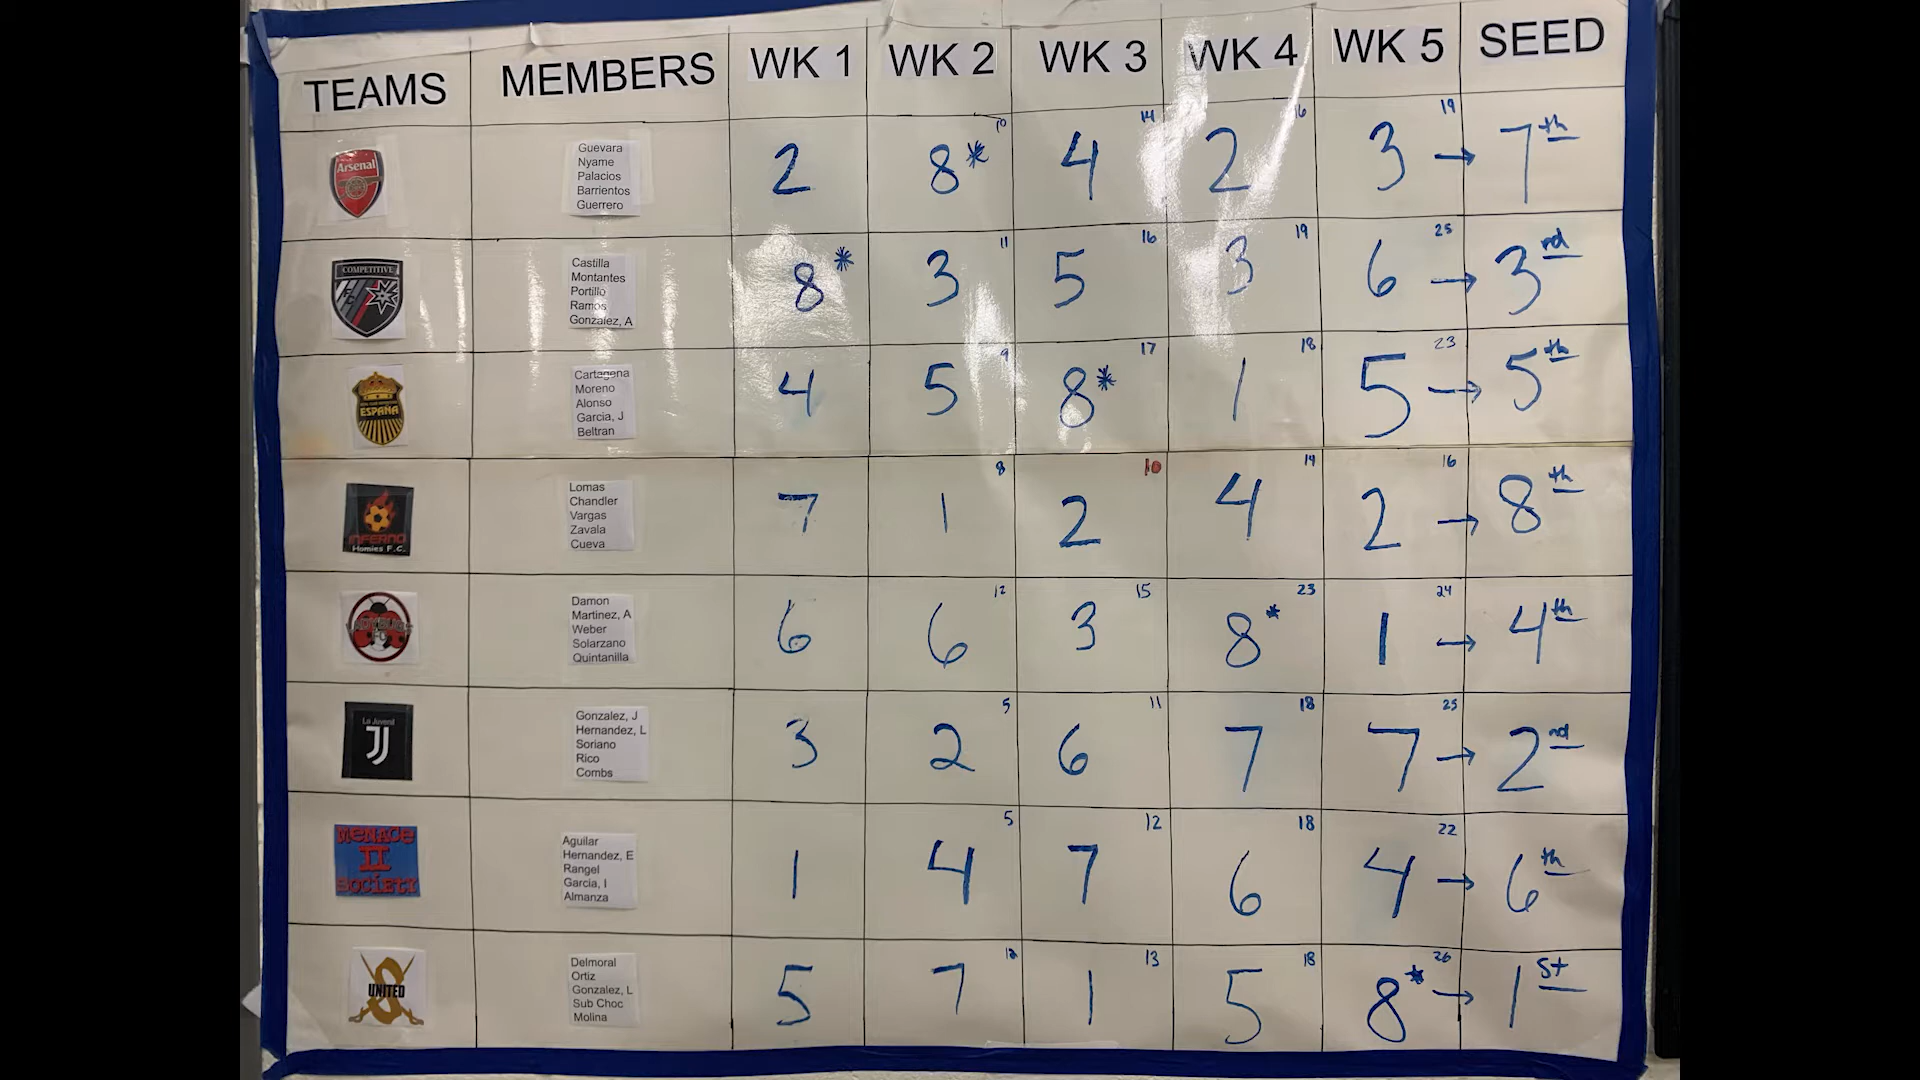 TEAMS MEMBERS WK 1 WK 2 WK 3 WK 4 WK 5 SEED
Arsenal
Guevara
Nyame
Palacios
Barrientos
Guerrero
2 8* 10 4 14 2 16 3 19 → 7th
COMPETITIVE
FC
Castilla
Montantes
Portillo
Ramos
Gonzalez, A
8* 3 11 5 16 3 19 6 25 → 3rd
ESPAÑA
Cartagena
Moreno
Alonso
Garcia, J
Beltran
4 5 9 8* 17 1 18 5 23 → 5th
INFERNO
Homies F.C.
Lomas
Chandler
Vargas
Zavala
Cueva
7 1 8 2 10 4 14 2 16 → 8th
FC
Damon
Martinez, A
Weber
Solarzano
Quintanilla
6 6 12 3 15 8* 23 1 24 → 4th
La Juvenil
Gonzalez, J
Hernandez, L
Soriano
Rico
Combs
3 2 5 6 11 7 18 7 25 → 2nd
MENACE
II
SOCIETY
Aguilar
Hernandez, E
Rangel
Garcia, I
Almanza
1 4 5 7 12 6 18 4 22 → 6th
UNITED
Delmoral
Ortiz
Gonzalez, L
Sub Choc
Molina
5 7 12 1 13 5 18 8* 26 → 1st